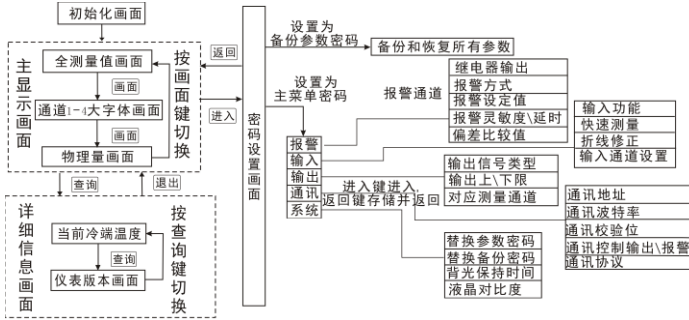 初始化画面
主显示画面
全测量值画面
画面
通道1-4大字体画面
画面
物理量画面
按画面键切换
查询
退出
详细信息画面
当前冷端温度
查询
仪表版本画面
按查询键切换
返回
进入
密码设置画面
设置为
备份参数密码
备份和恢复所有参数
设置为
主菜单密码
报警
输入
输出
通讯
系统
进入键进入,
返回键存储并返回
报警通道
继电器输出
报警方式
报警设定值
报警灵敏度\延时
偏差比较值
输入功能
快速测量
折线修正
输入通道设置
输出信号类型
输出上\下限
对应测量通道
通讯地址
通讯波特率
通讯校验位
通讯控制输出\报警
通讯协议
替换参数密码
替换备份密码
背光保持时间
液晶对比度